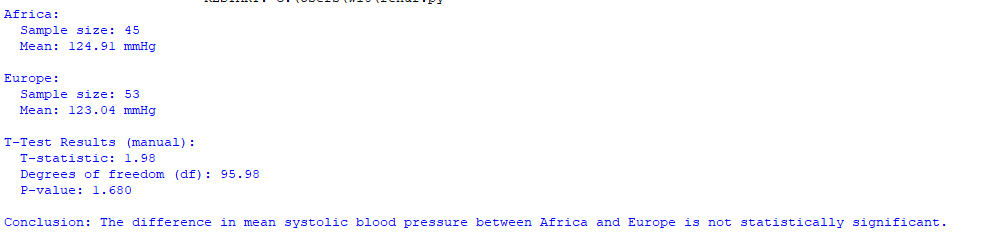 Africa:
Sample size: 45
Mean: 124.91 mmHg
Europe:
Sample size: 53
Mean: 123.04 mmHg
T-Test Results (manual):
T-statistic: 1.98
Degrees of freedom (df): 95.98
P-value: 1.680
Conclusion: The difference in mean systolic blood pressure between Africa and Europe is not statistically significant.